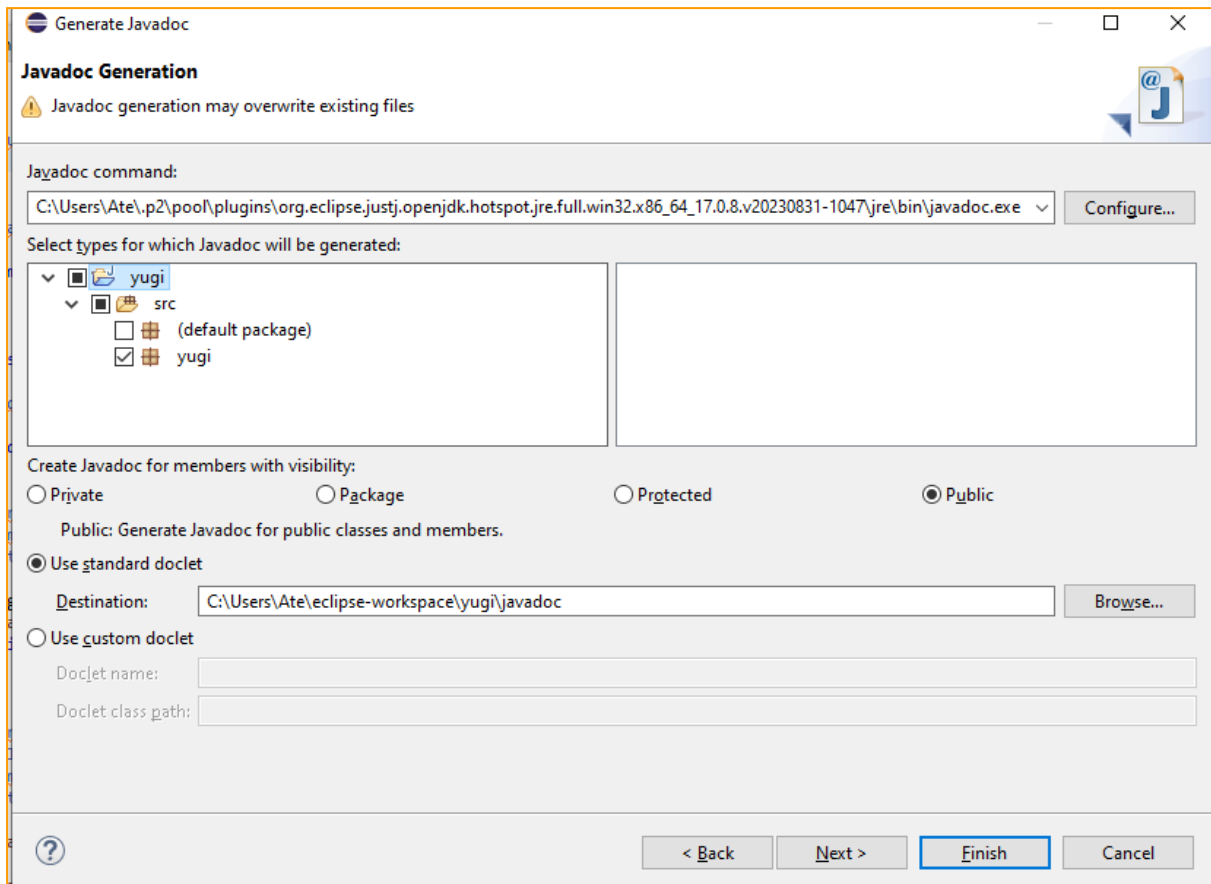 Generate Javadoc
Javadoc Generation
Javadoc generation may overwrite existing files
@
J
Javadoc command:
C:\Users\Ate\.p2\pool\plugins\org.eclipse.justj.openjdk.hotspot.jre.full.win32.x86_64_17.0.8.v20230831-1047\jre\bin\javadoc.exe
Configure...
Select types for which Javadoc will be generated:
yugi
src
(default package)
yugi
Create Javadoc for members with visibility:
Private Package Protected Public
Public: Generate Javadoc for public classes and members.
Use standard doclet
Destination: C:\Users\Ate\eclipse-workspace\yugi\javadoc Browse...
Use custom doclet
Doclet name:
Doclet class path:
? < Back Next > Finish Cancel